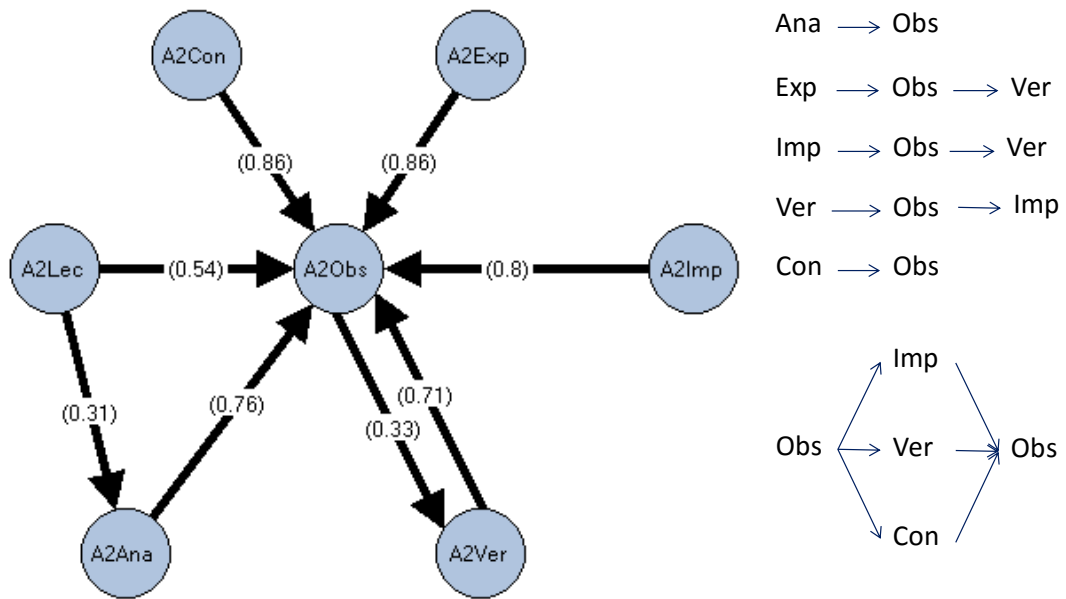 A2Con
A2Exp
(0.86)
(0.86)
A2Lec
(0.54)
A2Obs
(0.8)
A2Imp
(0.31)
(0.76)
(0.71)
(0.33)
A2Ana
A2Ver
Ana → Obs
Exp → Obs → Ver
Imp → Obs → Ver
Ver → Obs → Imp
Con → Obs
Imp
Obs Ver Obs
Con